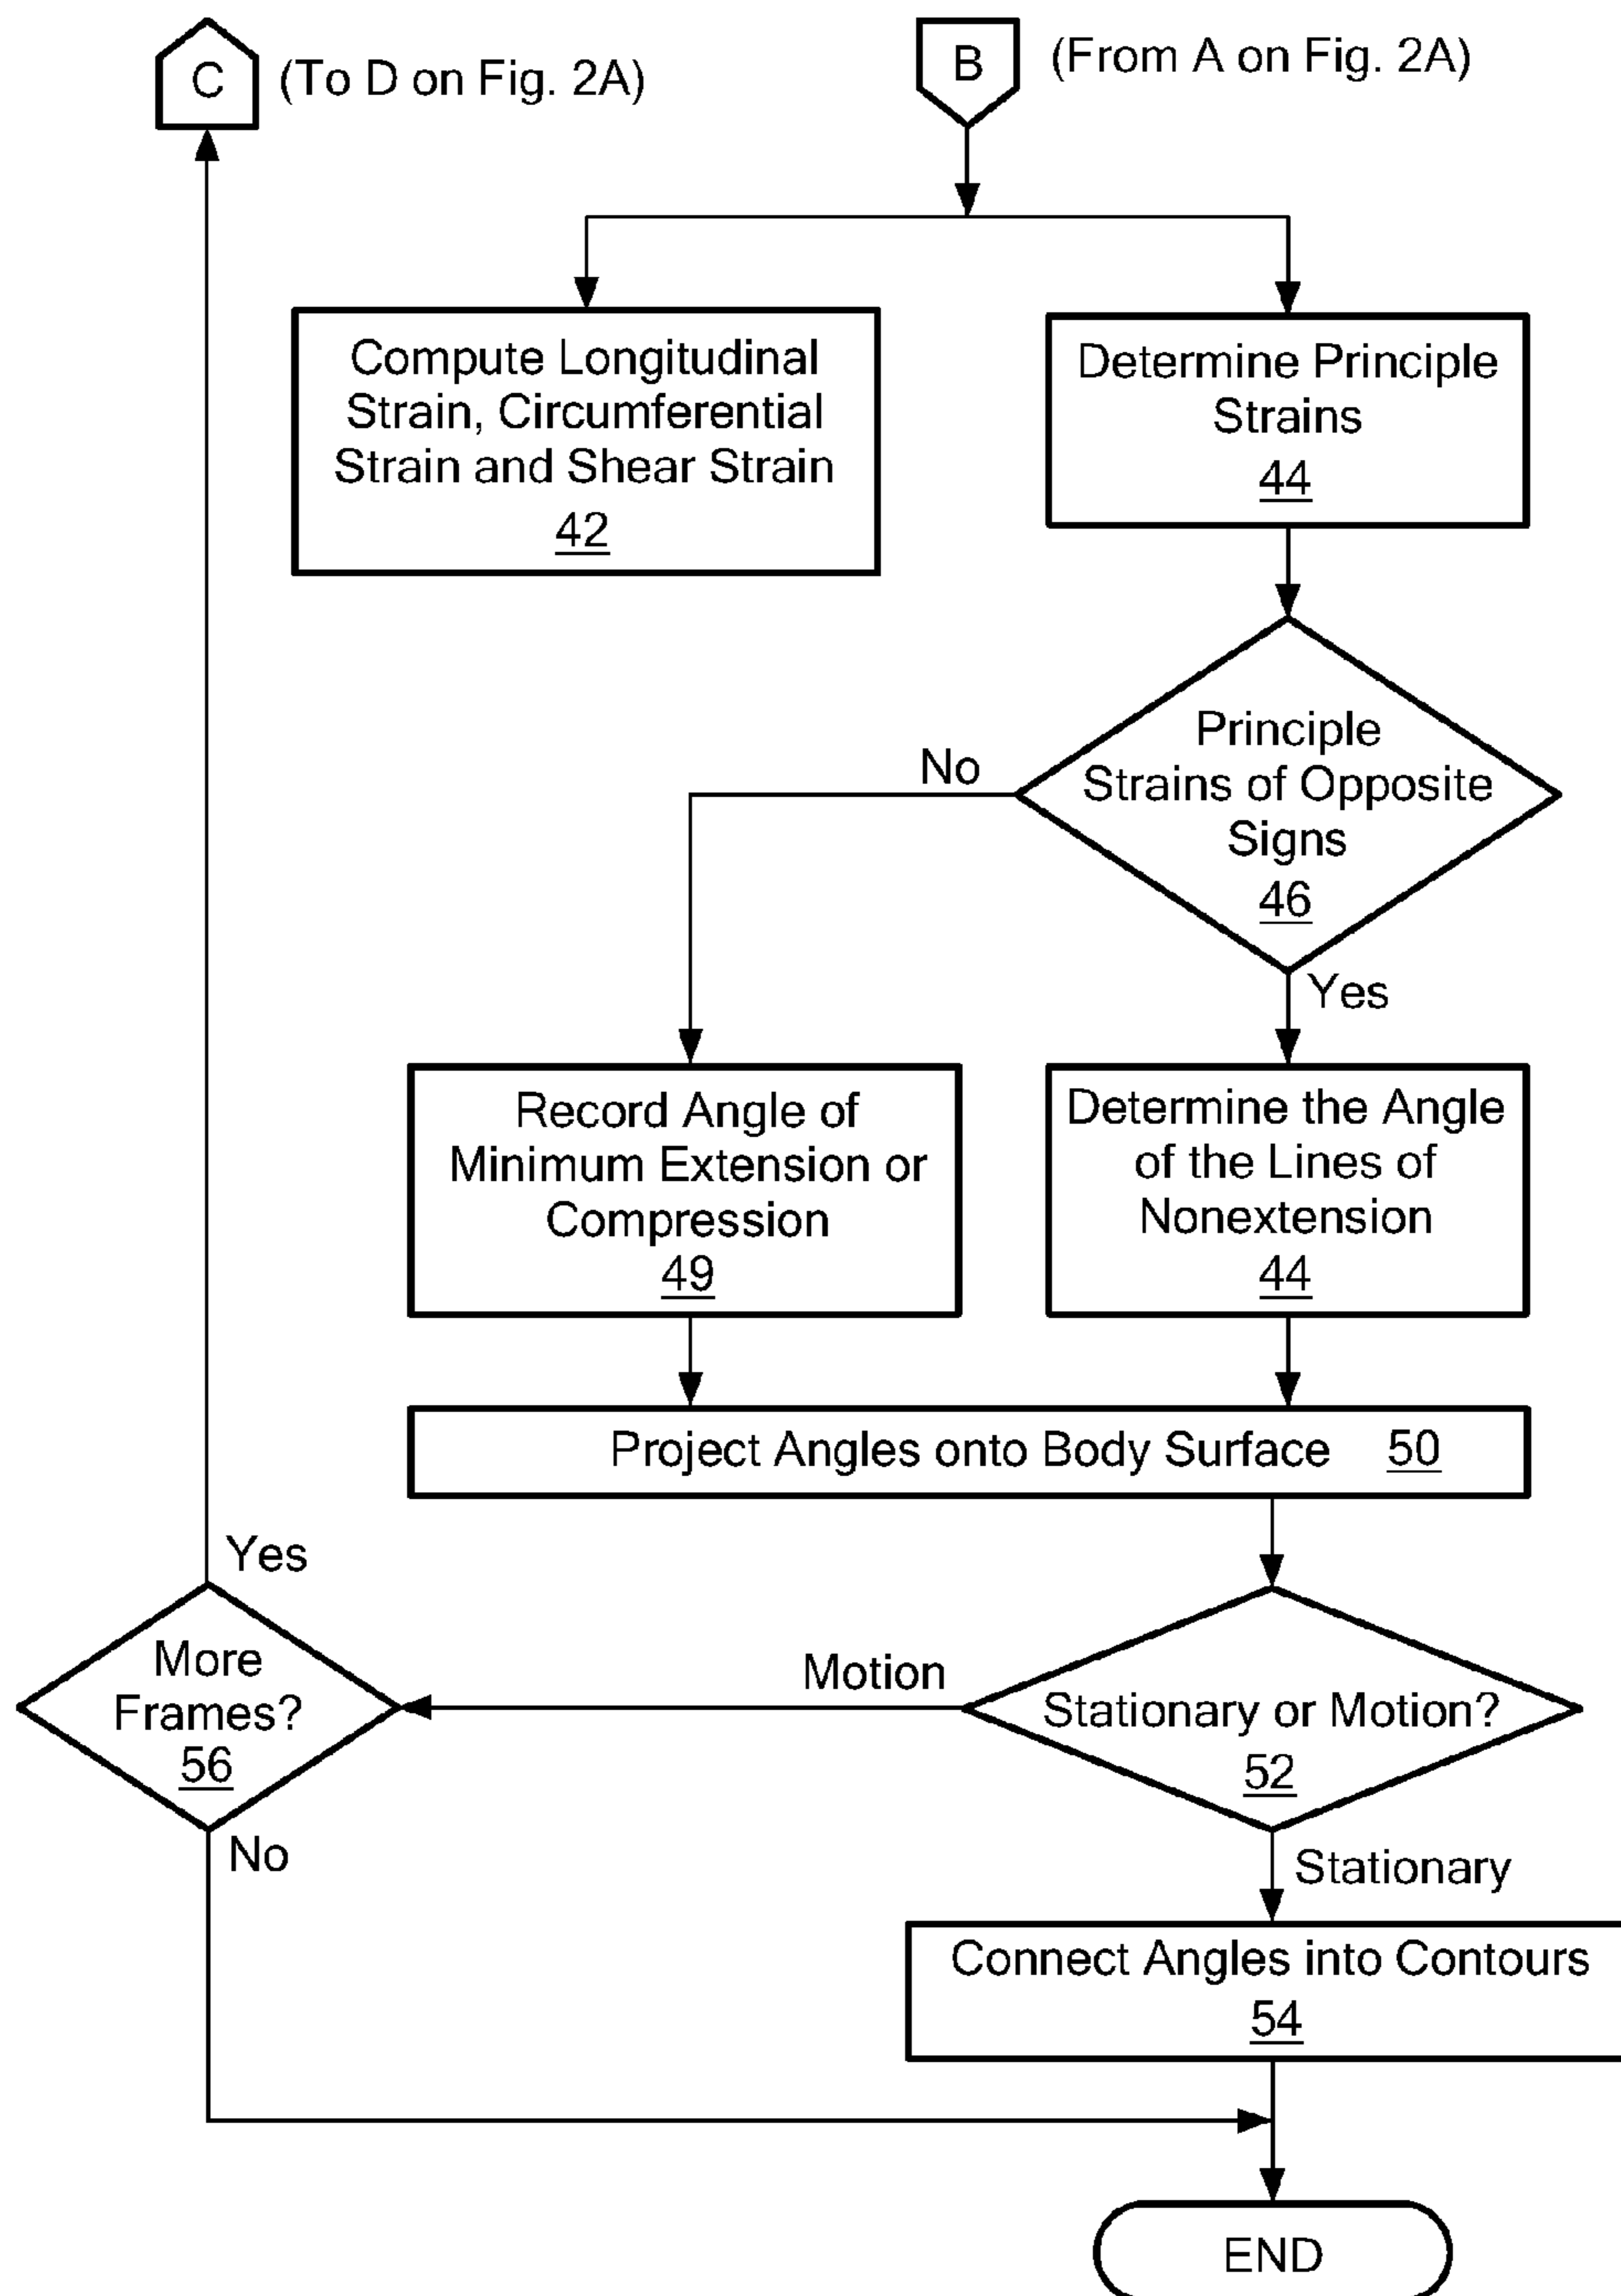 C
(To D on Fig. 2A)
B
(From A on Fig. 2A)
Compute Longitudinal
Strain, Circumferential
Strain and Shear Strain
42
Determine Principle
Strains
44
Principle
Strains of Opposite
Signs
46
No
Yes
Record Angle of
Minimum Extension or
Compression
49
Determine the Angle
of the Lines of
Nonextension
44
Project Angles onto Body Surface 50
Yes
More
Frames?
56
No
Motion
Stationary or Motion?
52
Stationary
Connect Angles into Contours
54
END